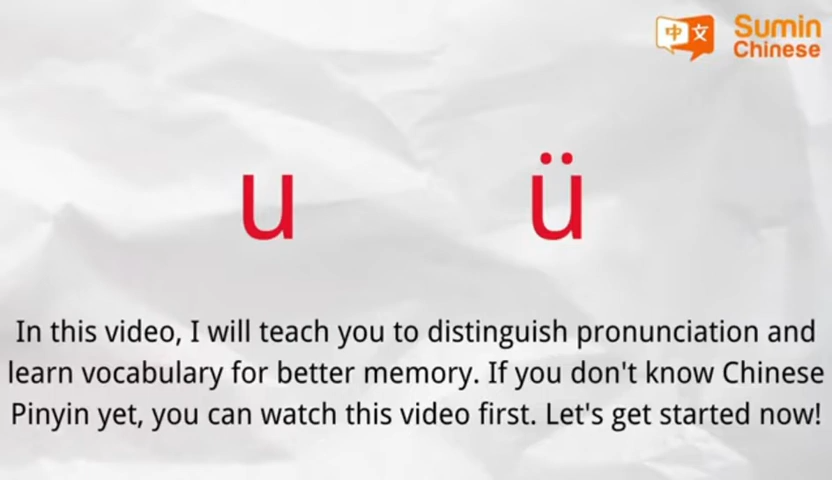 中文
Sumin
Chinese
u ü
In this video, I will teach you to distinguish pronunciation and
learn vocabulary for better memory. If you don't know Chinese
Pinyin yet, you can watch this video first. Let's get started now!